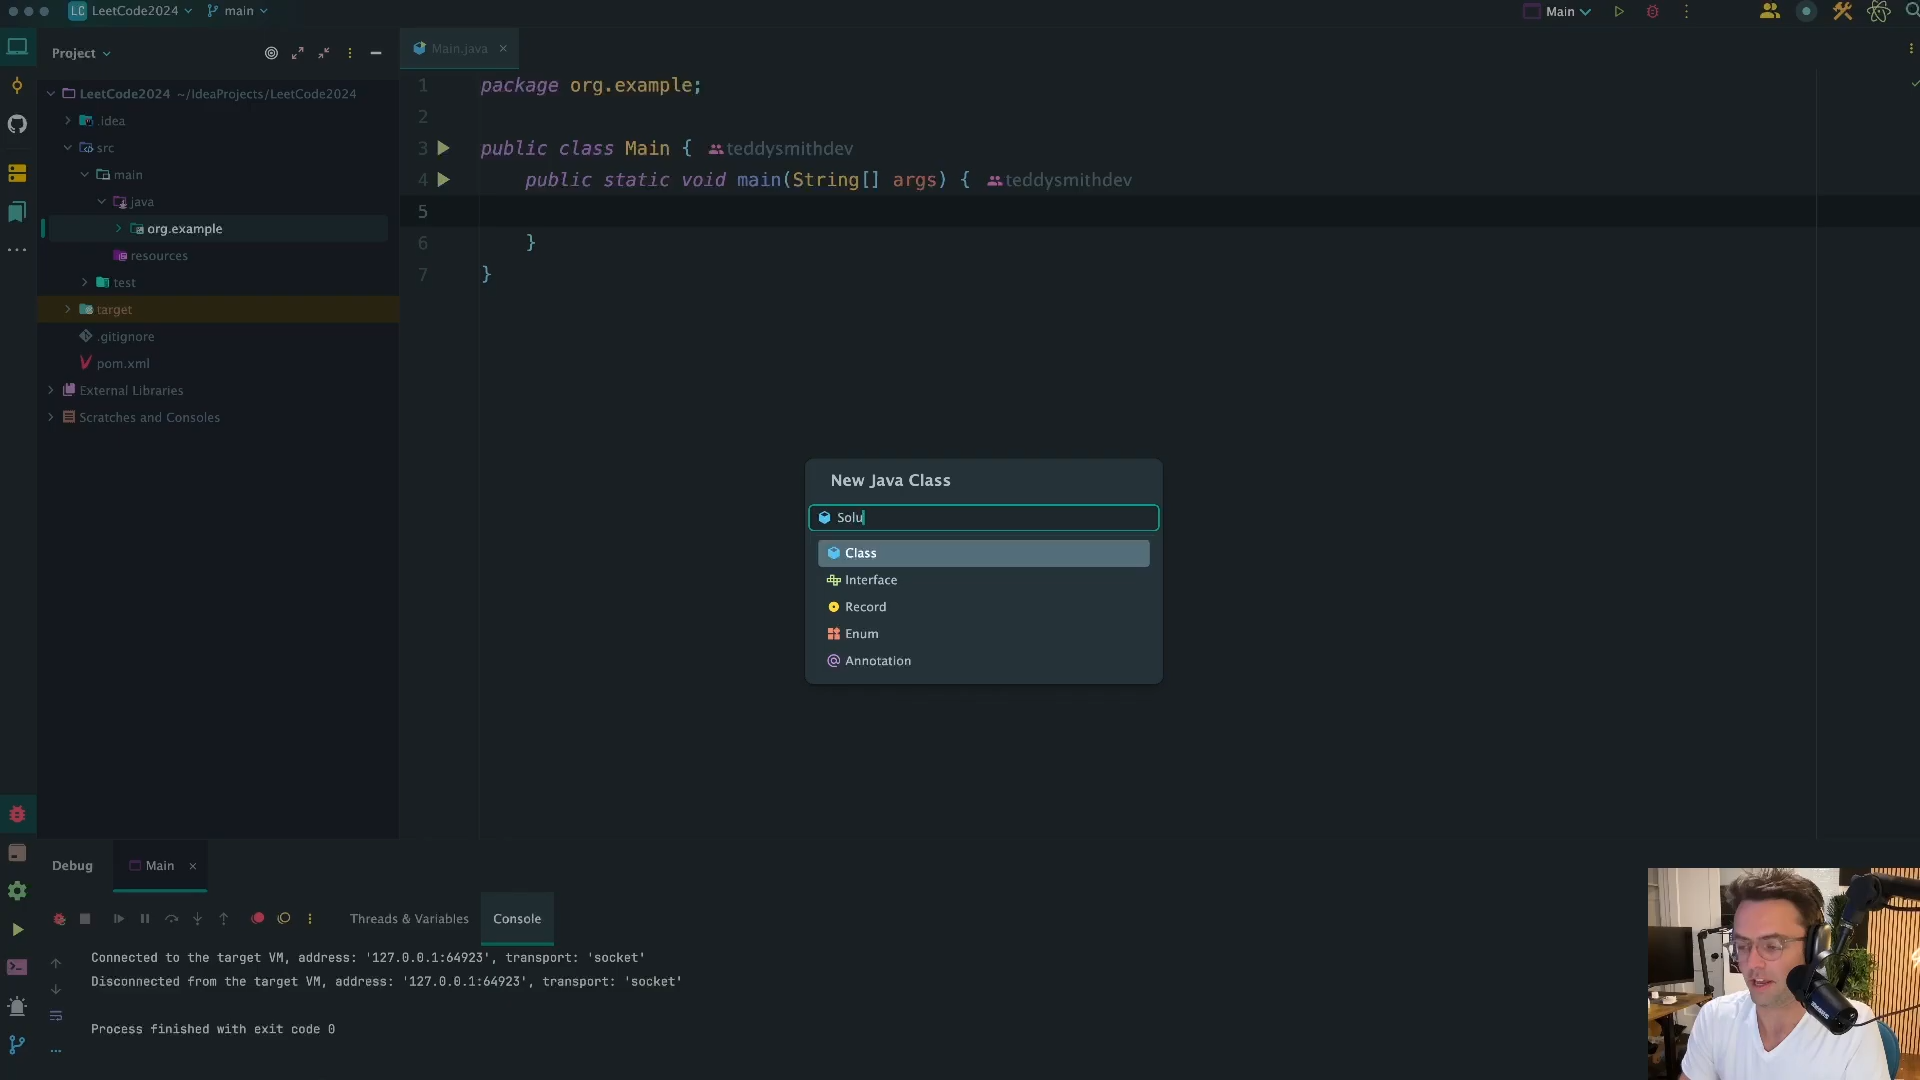 LC LeetCode2024 main Main
Project
Main.java
LeetCode2024 ~/IdeaProjects/LeetCode2024
.idea
src
main
java
org.example
resources
test
target
.gitignore
pom.xml
External Libraries
Scratches and Consoles
1 package org.example;
2
3 public class Main { teddysmithdev
4 public static void main(String[] args) { teddysmithdev
5
6 }
7 }
New Java Class
Solu
Class
Interface
Record
Enum
Annotation
Debug Main
Threads & Variables Console
Connected to the target VM, address: '127.0.0.1:64923', transport: 'socket'
Disconnected from the target VM, address: '127.0.0.1:64923', transport: 'socket'
Process finished with exit code 0